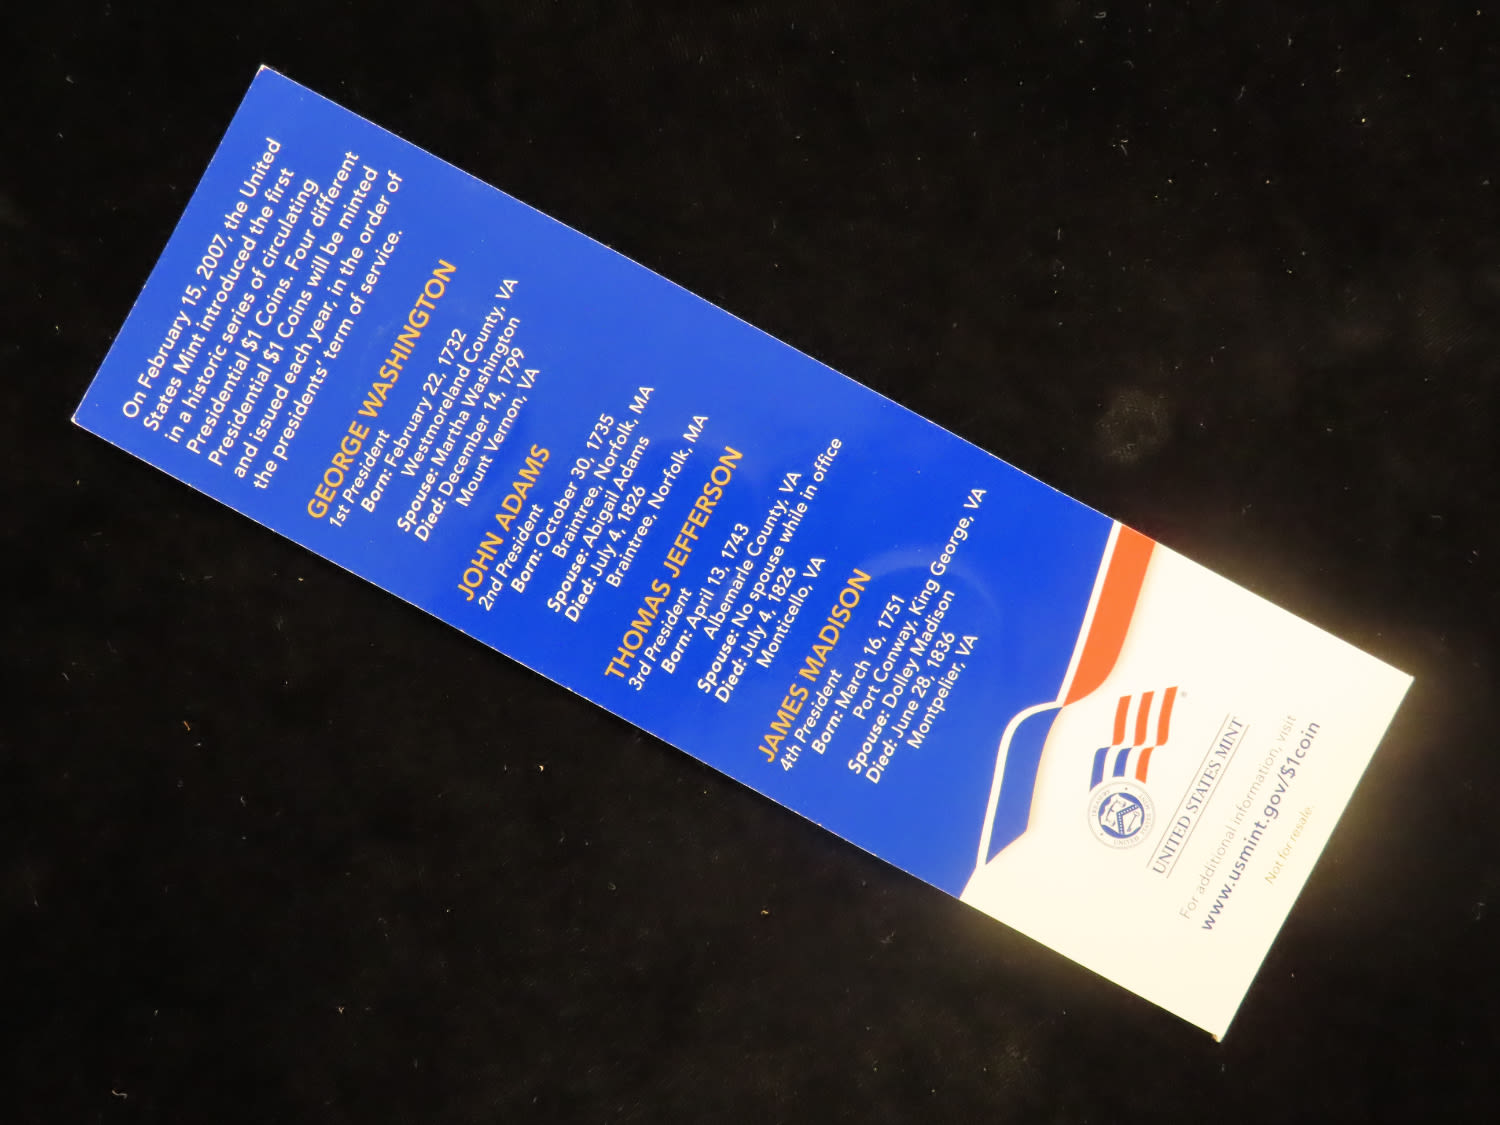 On February 15, 2007, the United
States Mint introduced the first
in a historic series of circulating
Presidential $1 Coins. Four different
Presidential $1 Coins will be minted
and issued each year, in the order of
the presidents' term of service.
GEORGE WASHINGTON
1st President
Born: February 22, 1732
Westmoreland County, VA
Spouse: Martha Washington
Died: December 14, 1799
Mount Vernon, VA
JOHN ADAMS
2nd President
Born: October 30, 1735
Braintree, Norfolk, MA
Spouse: Abigail Adams
Died: July 4, 1826
Braintree, Norfolk, MA
THOMAS JEFFERSON
3rd President
Born: April 13, 1743
Albemarle County, VA
Spouse: No spouse while in office
Died: July 4, 1826
Monticello, VA
JAMES MADISON
4th President
Born: March 16, 1751
Port Conway, King George, VA
Spouse: Dolley Madison
Died: June 28, 1836
Montpelier, VA
UNITED STATES MINT
For additional information, visit
www.usmint.gov/$1coin
Not for resale.